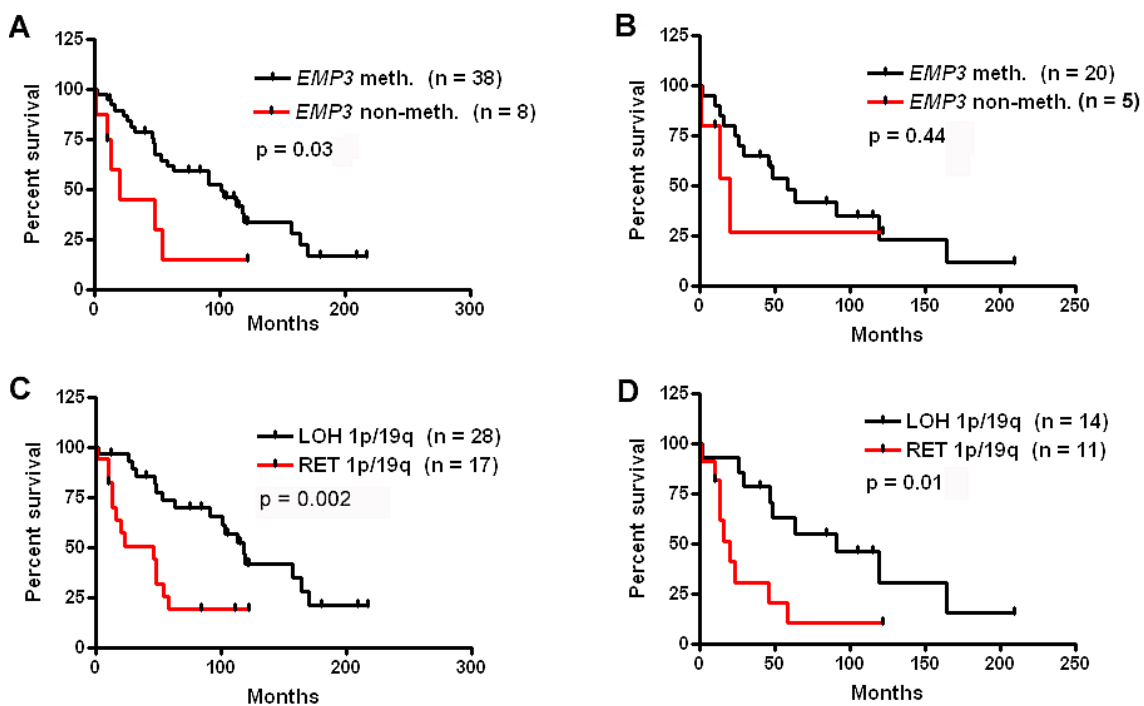 A
Percent survival
125
100
75
50
25
0
EMP3 meth. (n = 38)
EMP3 non-meth. (n = 8)
p = 0.03
0 100 200 300
Months
B
Percent survival
125
100
75
50
25
0
EMP3 meth. (n = 20)
EMP3 non-meth. (n = 5)
p = 0.44
0 50 100 150 200 250
Months
C
Percent survival
125
100
75
50
25
0
LOH 1p/19q (n = 28)
RET 1p/19q (n = 17)
p = 0.002
0 100 200 300
Months
D
Percent survival
125
100
75
50
25
0
LOH 1p/19q (n = 14)
RET 1p/19q (n = 11)
p = 0.01
0 50 100 150 200 250
Months